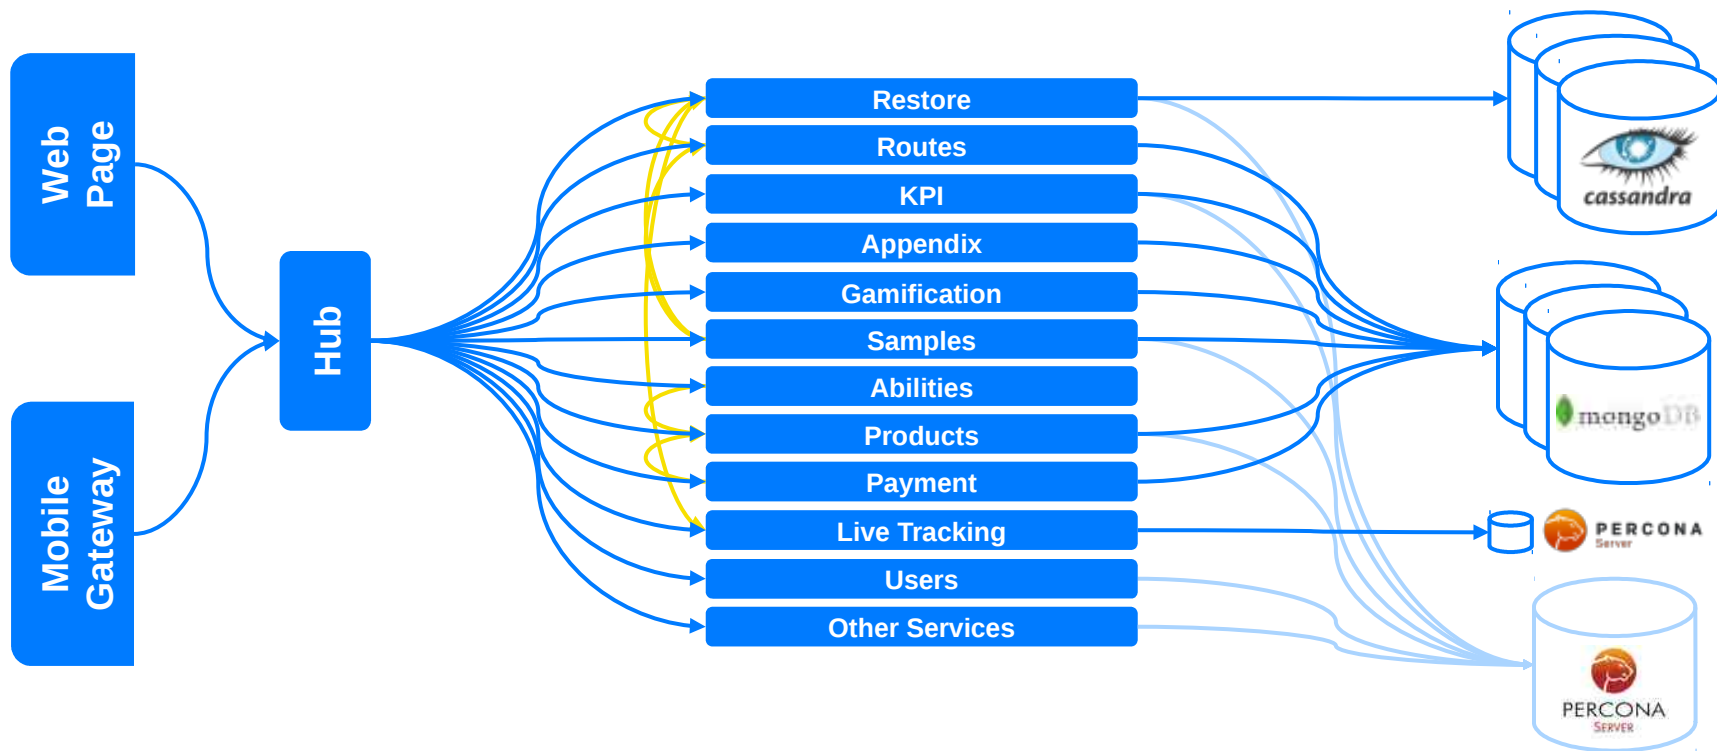 Web
Page
Mobile
Gateway
Hub
Restore
Routes
KPI
Appendix
Gamification
Samples
Abilities
Products
Payment
Live Tracking
Users
Other Services
cassandra
mongoDB
PERCONA
Server
PERCONA
SERVER